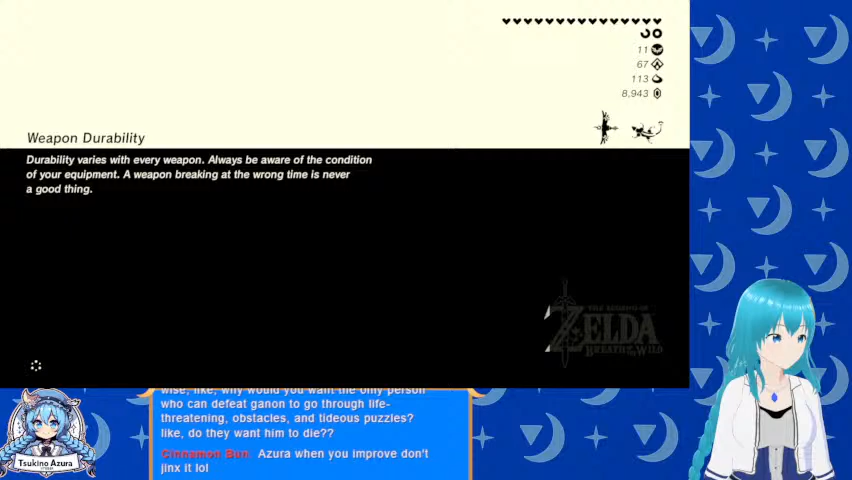 11
67
113
8,943
Weapon Durability
Durability varies with every weapon. Always be aware of the condition
of your equipment. A weapon breaking at the wrong time is never
a good thing.
THE LEGEND OF
ZELDA
BREATH OF THE WILD
wise, like, why would you want the only person
who can defeat ganon to go through life-
threatening, obstacles, and tideous puzzles?
like, do they want him to die??
Cinnamon Bun: Azura when you improve don't
jinx it lol
Tsukino Azura